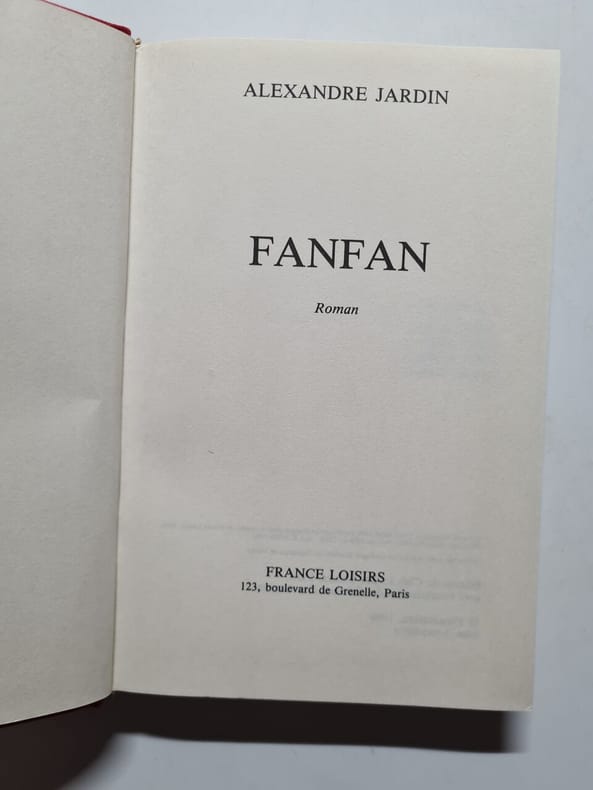 ALEXANDRE JARDIN
FANFAN
Roman
FRANCE LOISIRS
123, boulevard de Grenelle, Paris